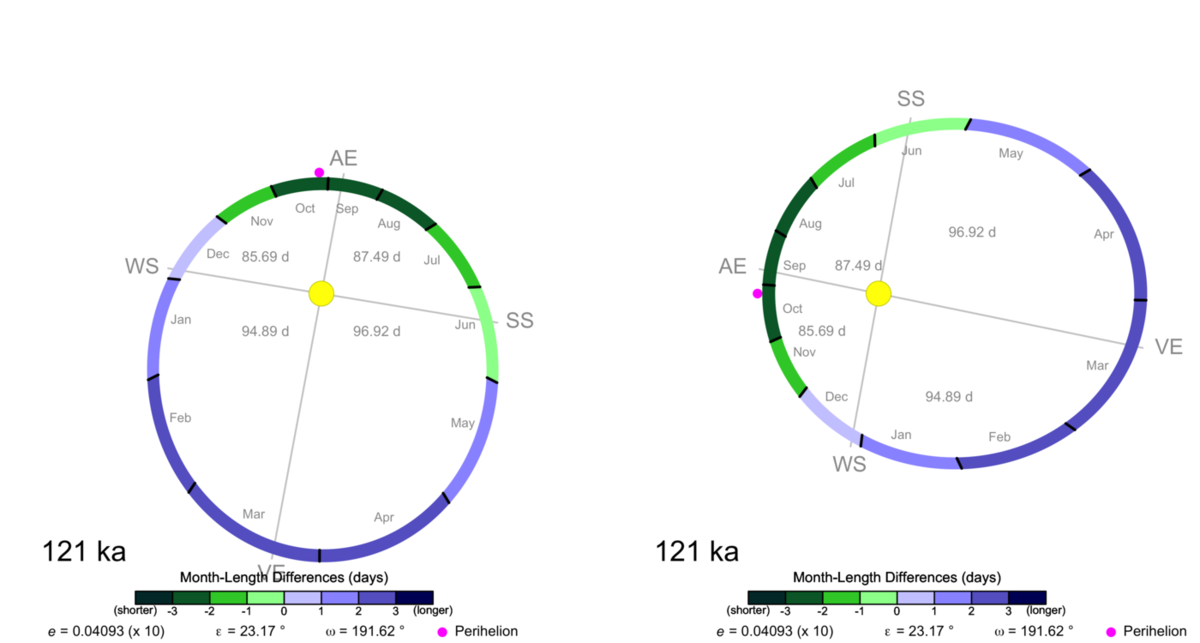 AE
Oct
Sep
Nov
Aug
Dec
85.69 d
87.49 d
Jul
WS
Jan
94.89 d
96.92 d
Jun
SS
Feb
May
Mar
Apr
VE
121 ka
Month-Length Differences (days)
(shorter) -3 -2 -1 0 1 2 3 (longer)
e = 0.04093 (x 10) ε = 23.17 ° ω = 191.62 ° Perihelion
SS
Jun
May
Jul
Aug
96.92 d
Apr
AE
Sep
87.49 d
Oct
85.69 d
Nov
VE
Mar
Dec
94.89 d
Jan
Feb
WS
121 ka
Month-Length Differences (days)
(shorter) -3 -2 -1 0 1 2 3 (longer)
e = 0.04093 (x 10) ε = 23.17 ° ω = 191.62 ° Perihelion